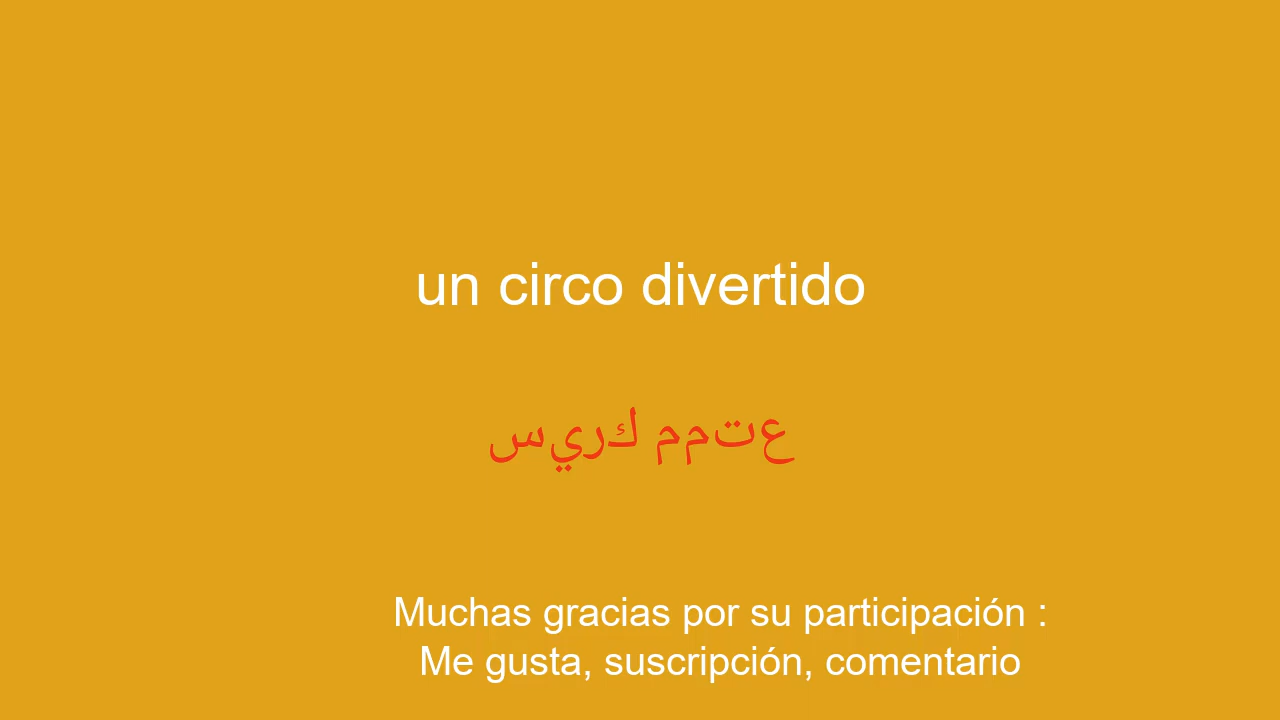 un circo divertido
سيرك ممتع
Muchas gracias por su participación :
Me gusta, suscripción, comentario